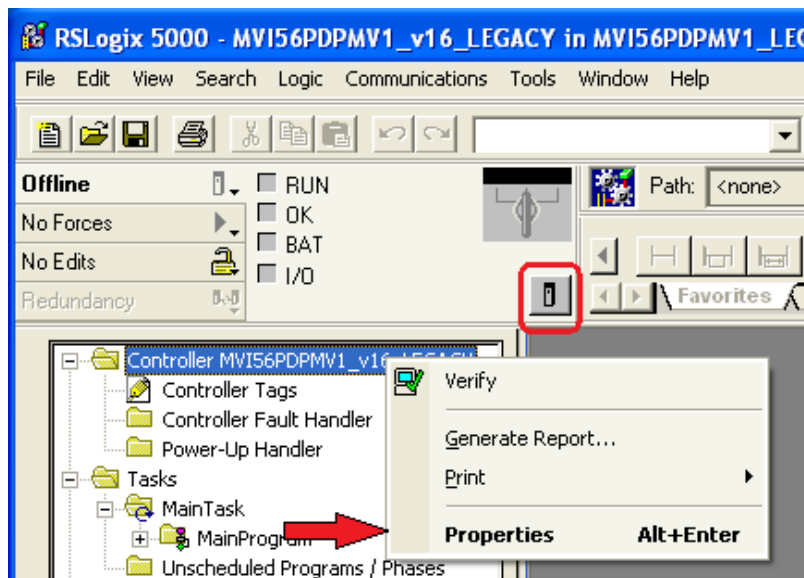 RSLogix 5000 - MVI56PDPMV1_v16_LEGACY in MVI56PDPMV1_LEG
File Edit View Search Logic Communications Tools Window Help
Offline RUN Path: <none>
No Forces OK
No Edits BAT
Redundancy I/O
Favorites
Controller MVI56PDPMV1_v16_LEGACY
Controller Tags
Controller Fault Handler
Power-Up Handler
Tasks
MainTask
MainProgram
Unscheduled Programs / Phases
Verify
Generate Report...
Print
Properties Alt+Enter